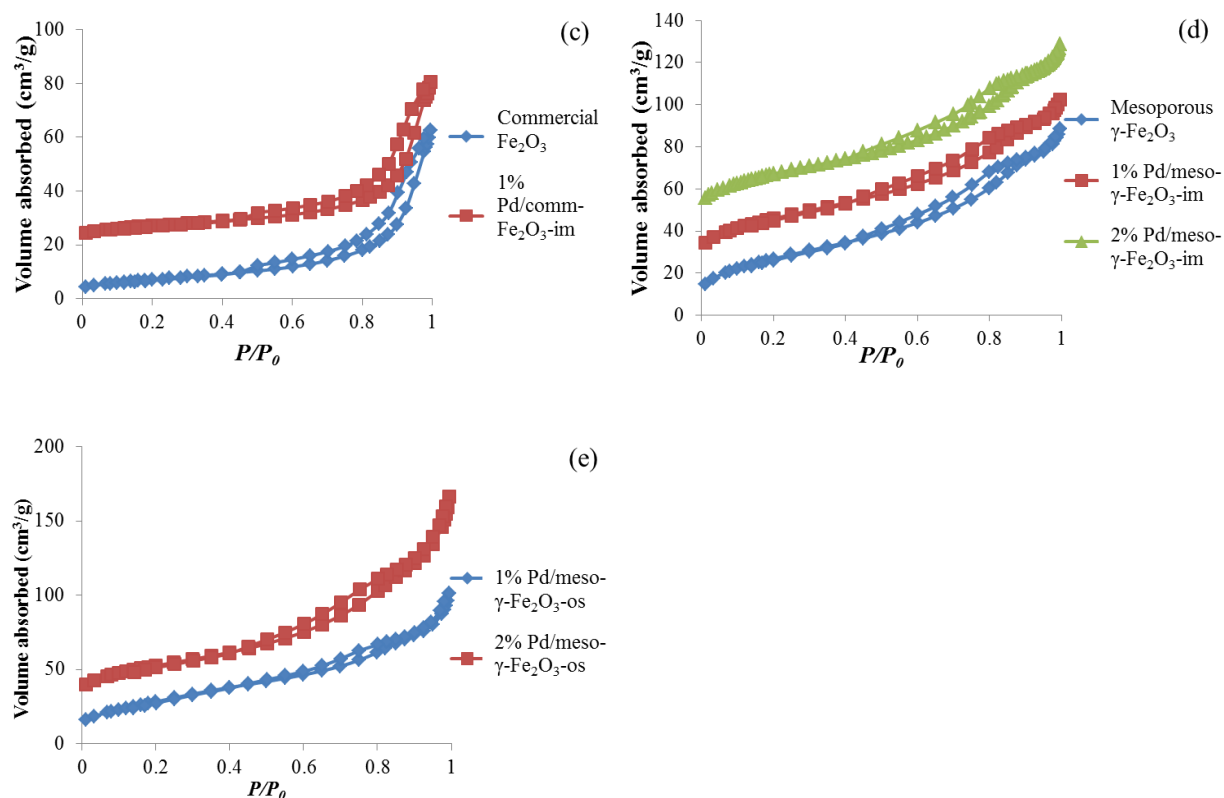 (c)
Volume absorbed (cm³/g)
100
80
60
40
20
0
0 0.2 0.4 0.6 0.8 1
P/P₀
Commercial
Fe₂O₃
1%
Pd/comm-
Fe₂O₃-im
(d)
Volume absorbed (cm³/g)
140
120
100
80
60
40
20
0
0 0.2 0.4 0.6 0.8 1
P/P₀
Mesoporous
γ-Fe₂O₃
1% Pd/meso-
γ-Fe₂O₃-im
2% Pd/meso-
γ-Fe₂O₃-im
(e)
Volume absorbed (cm³/g)
200
150
100
50
0
0 0.2 0.4 0.6 0.8 1
P/P₀
1% Pd/meso-
γ-Fe₂O₃-os
2% Pd/meso-
γ-Fe₂O₃-os